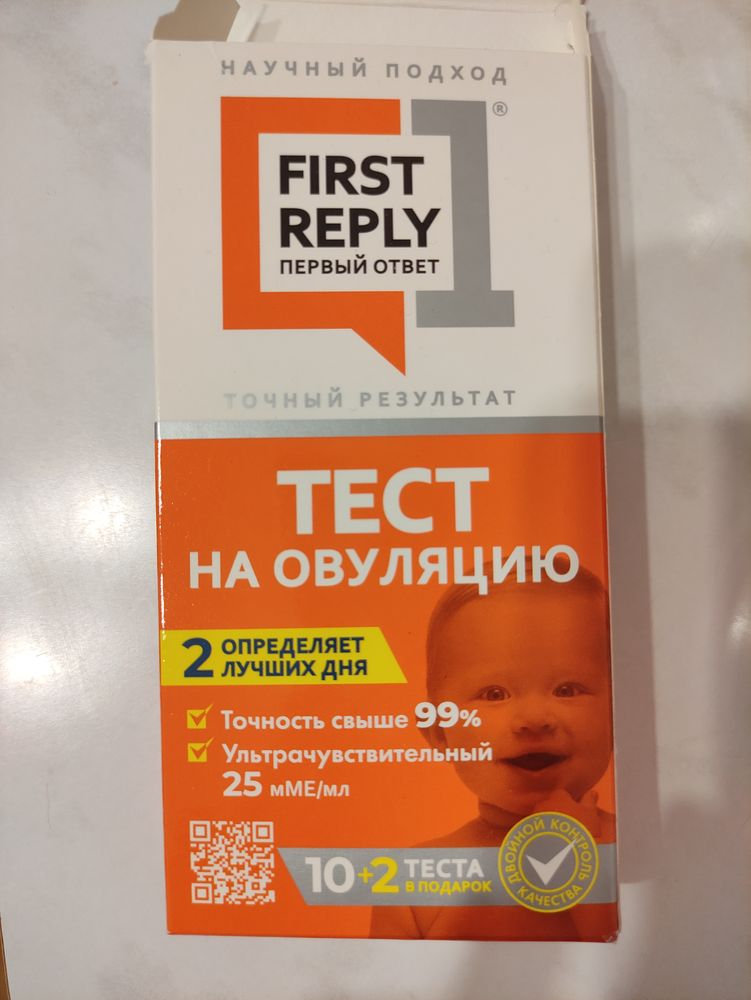 НАУЧНЫЙ ПОДХОД
1
®
FIRST
REPLY
ПЕРВЫЙ ОТВЕТ
ТОЧНЫЙ РЕЗУЛЬТАТ
ТЕСТ
НА ОВУЛЯЦИЮ
2 ОПРЕДЕЛЯЕТ
ЛУЧШИХ ДНЯ
Точность свыше 99%
Ультрачувствительный
25 мМЕ/мл
10+2 ТЕСТА
В ПОДАРОК
ДВОЙНОЙ КОНТРОЛЬ
КАЧЕСТВА